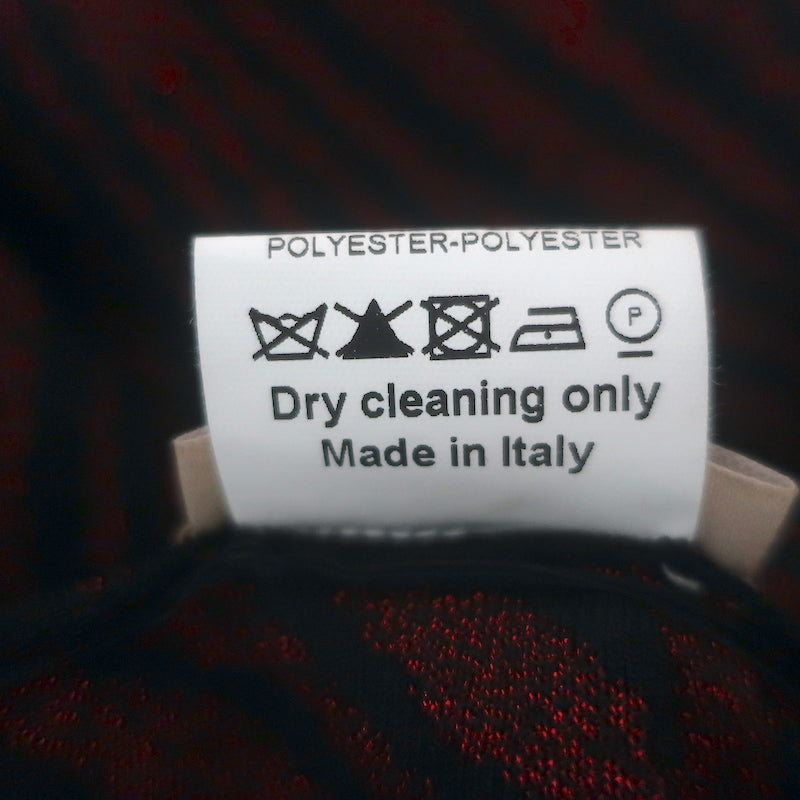 POLYESTER-POLYESTER
P
Dry cleaning only
Made in Italy